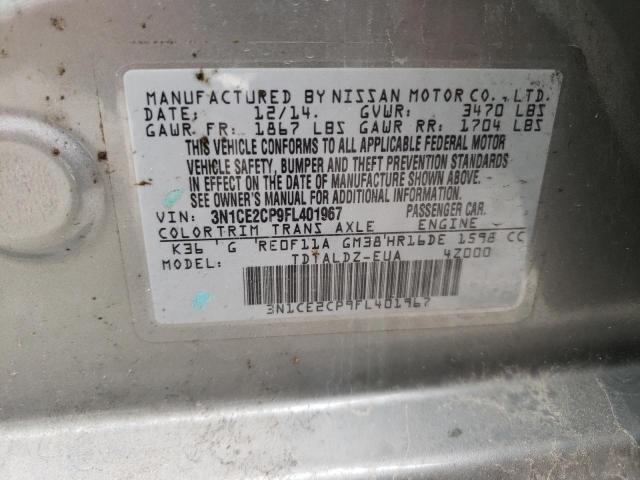 MANUFACTURED BY NISSAN MOTOR CO., LTD.
DATE; 12/14. GVWR: 3470 LBS
GAWR FR: 1867 LBS GAWR RR: 1704 LBS
THIS VEHICLE CONFORMS TO ALL APPLICABLE FEDERAL MOTOR
VEHICLE SAFETY, BUMPER AND THEFT PREVENTION STANDARDS
IN EFFECT ON THE DATE OF MANUFACTURE SHOWN ABOVE.
SEE OWNER'S MANUAL FOR ADDITIONAL INFORMATION.
VIN: 3N1CE2CP9FL401967 PASSENGER CAR.
COLOR TRIM TRANS AXLE ENGINE
K36 G RE0F11A GM38 HR16DE 1598 CC
MODEL: TDTALDZ-EUA 4Z000
3N1CE2CP9FL401967